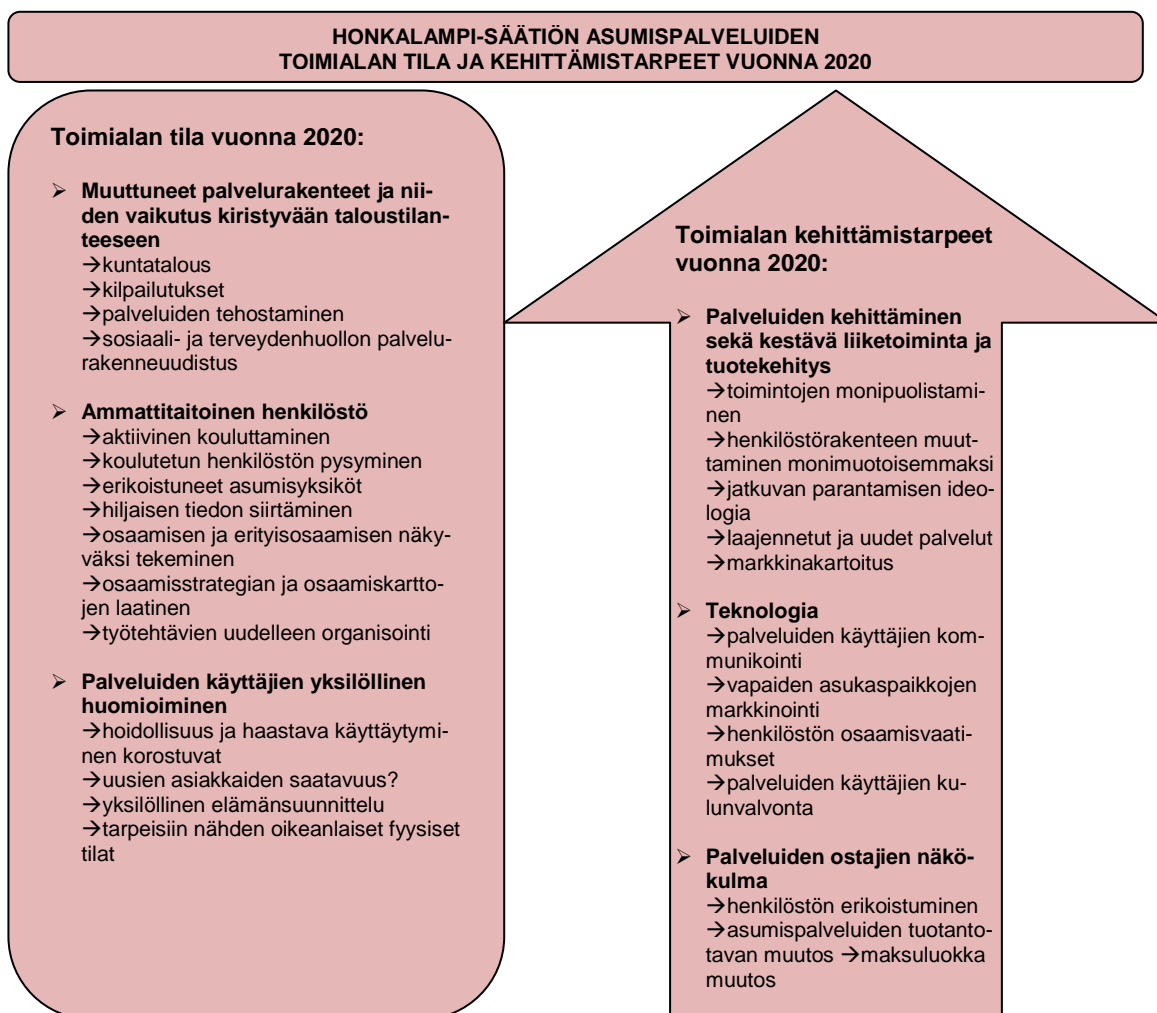 HONKALAMPI-SÄÄTIÖN ASUMISPALVELUIDEN
TOIMIALAN TILA JA KEHITTÄMISTARPEET VUONNA 2020
Toimialan tila vuonna 2020:
➢ Muuttuneet palvelurakenteet ja nii-
den vaikutus kiristyvään taloustilan-
teeseen
→kuntatalous
→kilpailutukset
→palveluiden tehostaminen
→sosiaali- ja terveydenhuollon palvelu-
rakenneuudistus
➢ Ammattitaitoinen henkilöstö
→aktiivinen kouluttaminen
→koulutetun henkilöstön pysyminen
→erikoistuneet asumisyksiköt
→hiljaisen tiedon siirtäminen
→osaamisen ja erityisosaamisen näky-
väksi tekeminen
→osaamisstrategian ja osaamiskartto-
jen laatinen
→työtehtävien uudelleen organisointi
➢ Palveluiden käyttäjien yksilöllinen
huomioiminen
→hoidollisuus ja haastava käyttäytymi-
nen korostuvat
→uusien asiakkaiden saatavuus?
→yksilöllinen elämänsuunnittelu
→tarpeisiin nähden oikeanlaiset fyysiset
tilat
Toimialan kehittämistarpeet
vuonna 2020:
➢ Palveluiden kehittäminen
sekä kestävä liiketoiminta ja
tuotekehitys
→toimintojen monipuolistami-
nen
→henkilöstörakenteen muut-
taminen monimuotoisemmaksi
→jatkuvan parantamisen ideo-
logia
→laajennetut ja uudet palvelut
→markkinakartoitus
➢ Teknologia
→palveluiden käyttäjien kom-
munikointi
→vapaiden asukaspaikkojen
markkinointi
→henkilöstön osaamisvaati-
mukset
→palveluiden käyttäjien ku-
lunvalvonta
➢ Palveluiden ostajien näkö-
kulma
→henkilöstön erikoistuminen
→asumispalveluiden tuotanto-
tavan muutos →maksuluokka
muutos